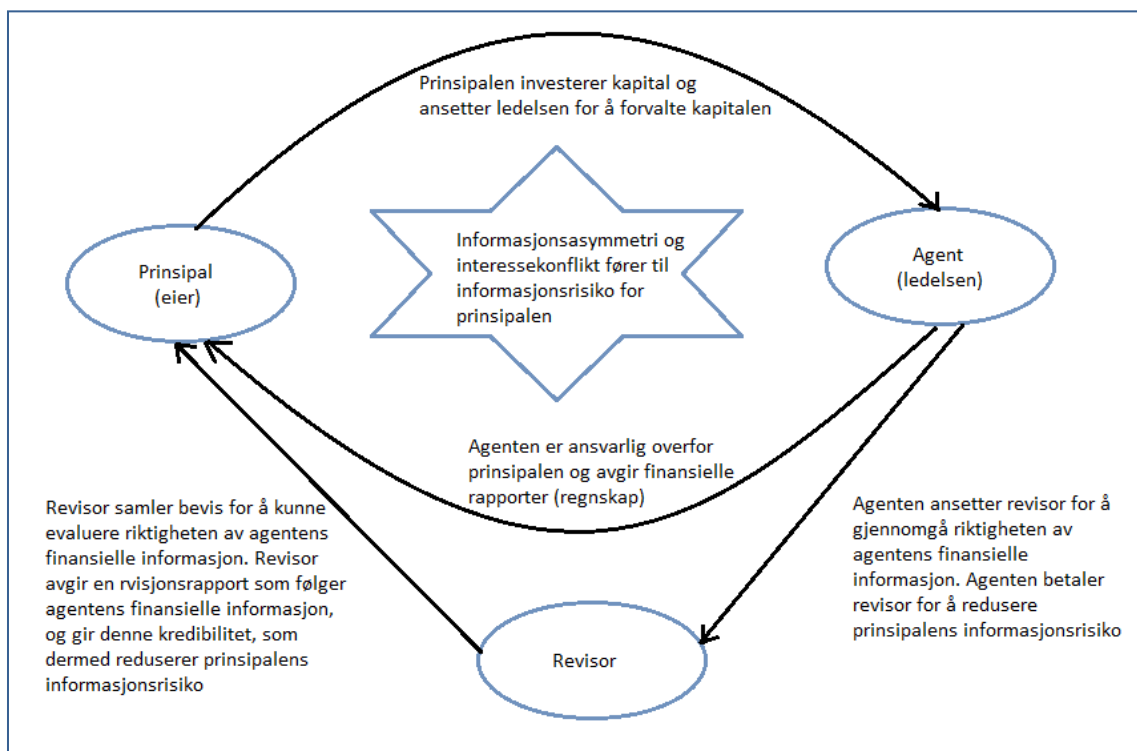 Prinsipalen investerer kapital og
ansetter ledelsen for å forvalte kapitalen
Prinsipal
(eier)
Informasjonsasymmetri og
interessekonflikt fører til
informasjonsrisiko for
prinsipalen
Agent
(ledelsen)
Agenten er ansvarlig overfor
prinsipalen og avgir finansielle
rapporter (regnskap)
Revisor samler bevis for å kunne
evaluere riktigheten av agentens
finansielle informasjon. Revisor
avgir en rvisjonsrapport som følger
agentens finansielle informasjon,
og gir denne kredibilitet, som
dermed reduserer prinsipalens
informasjonsrisiko
Agenten ansetter revisor for å
gjennomgå riktigheten av
agentens finansielle
informasjon. Agenten betaler
revisor for å redusere
prinsipalens informasjonsrisiko
Revisor